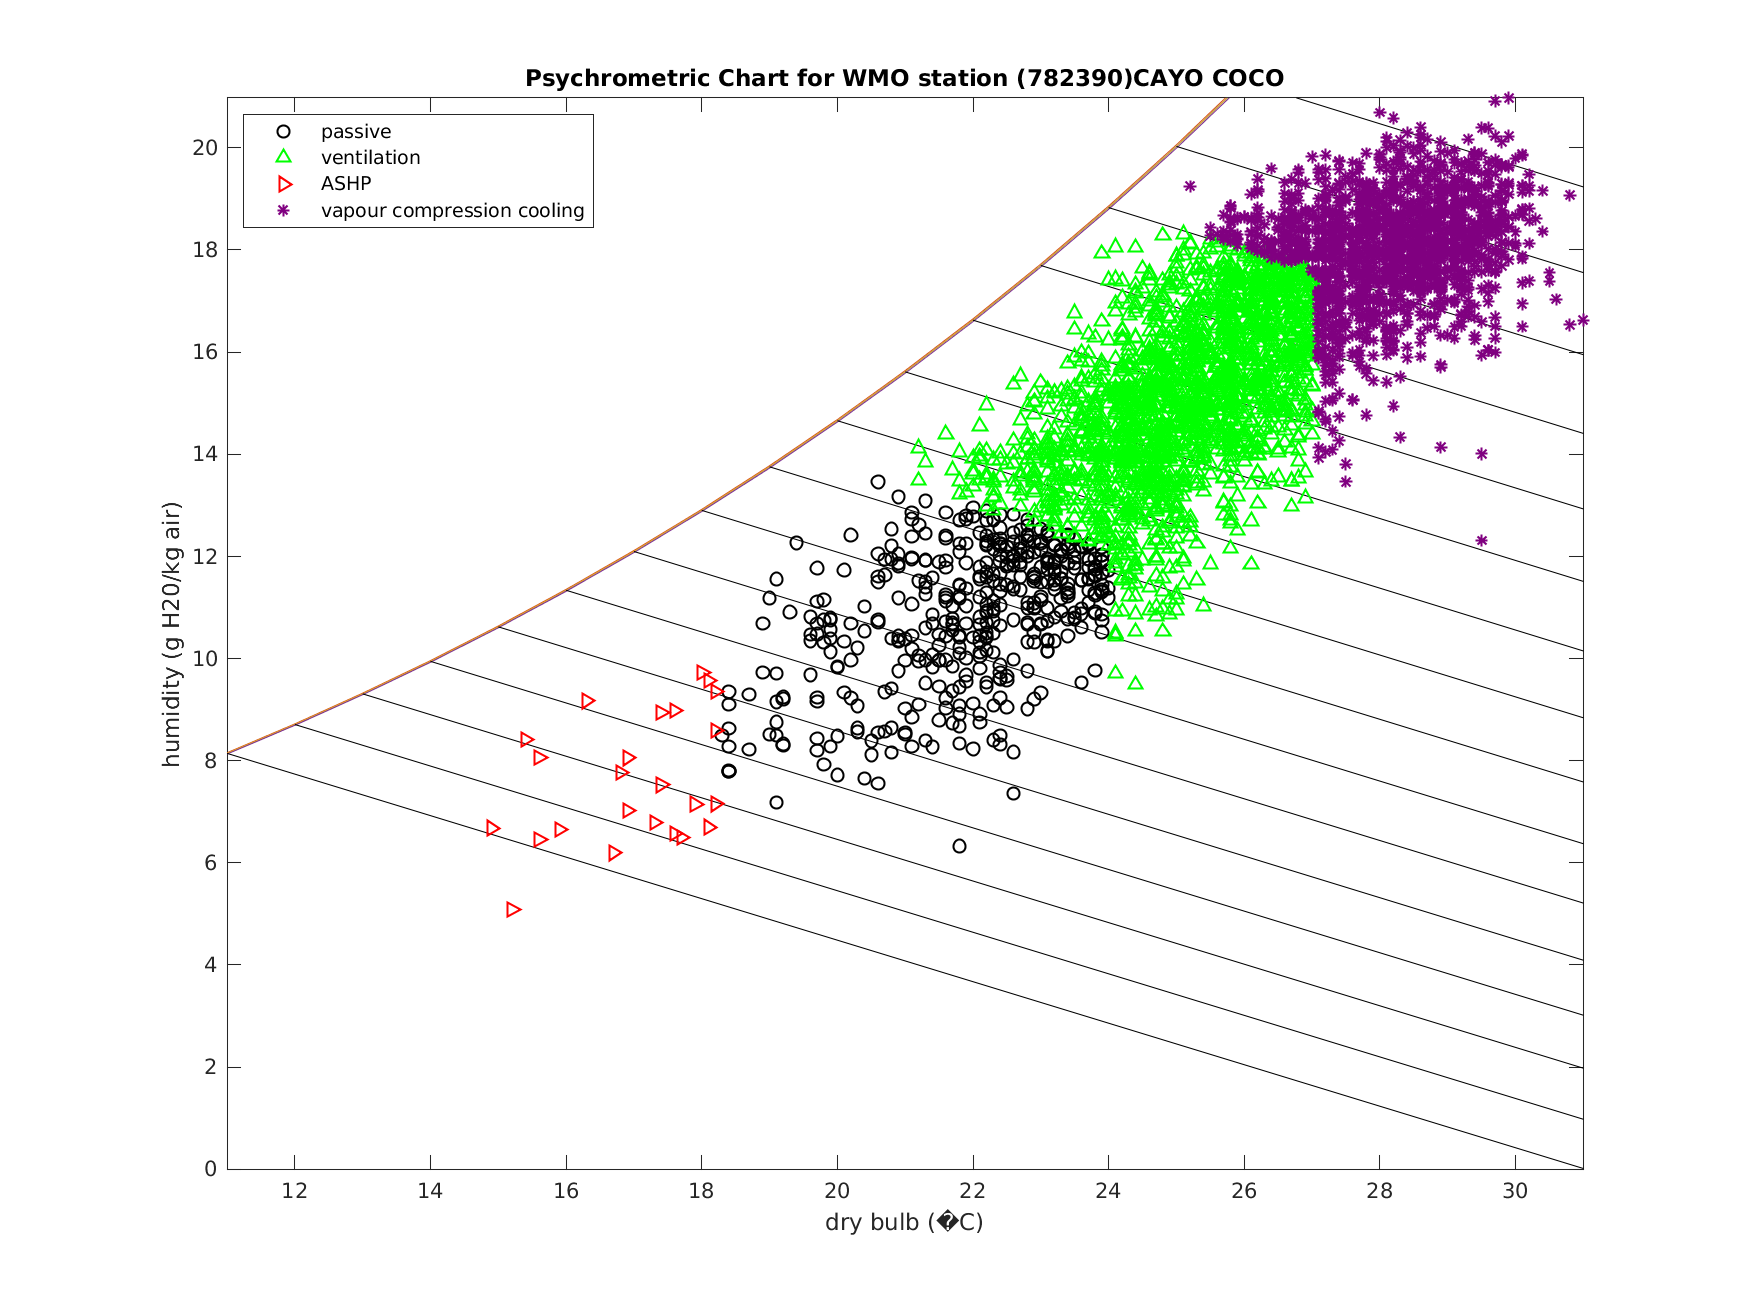 Psychrometric Chart for WMO station (782390)CAYO COCO
passive
ventilation
ASHP
vapour compression cooling
humidity (g H20/kg air)
20
18
16
14
12
10
8
6
4
2
0
12 14 16 18 20 22 24 26 28 30
dry bulb (�C)